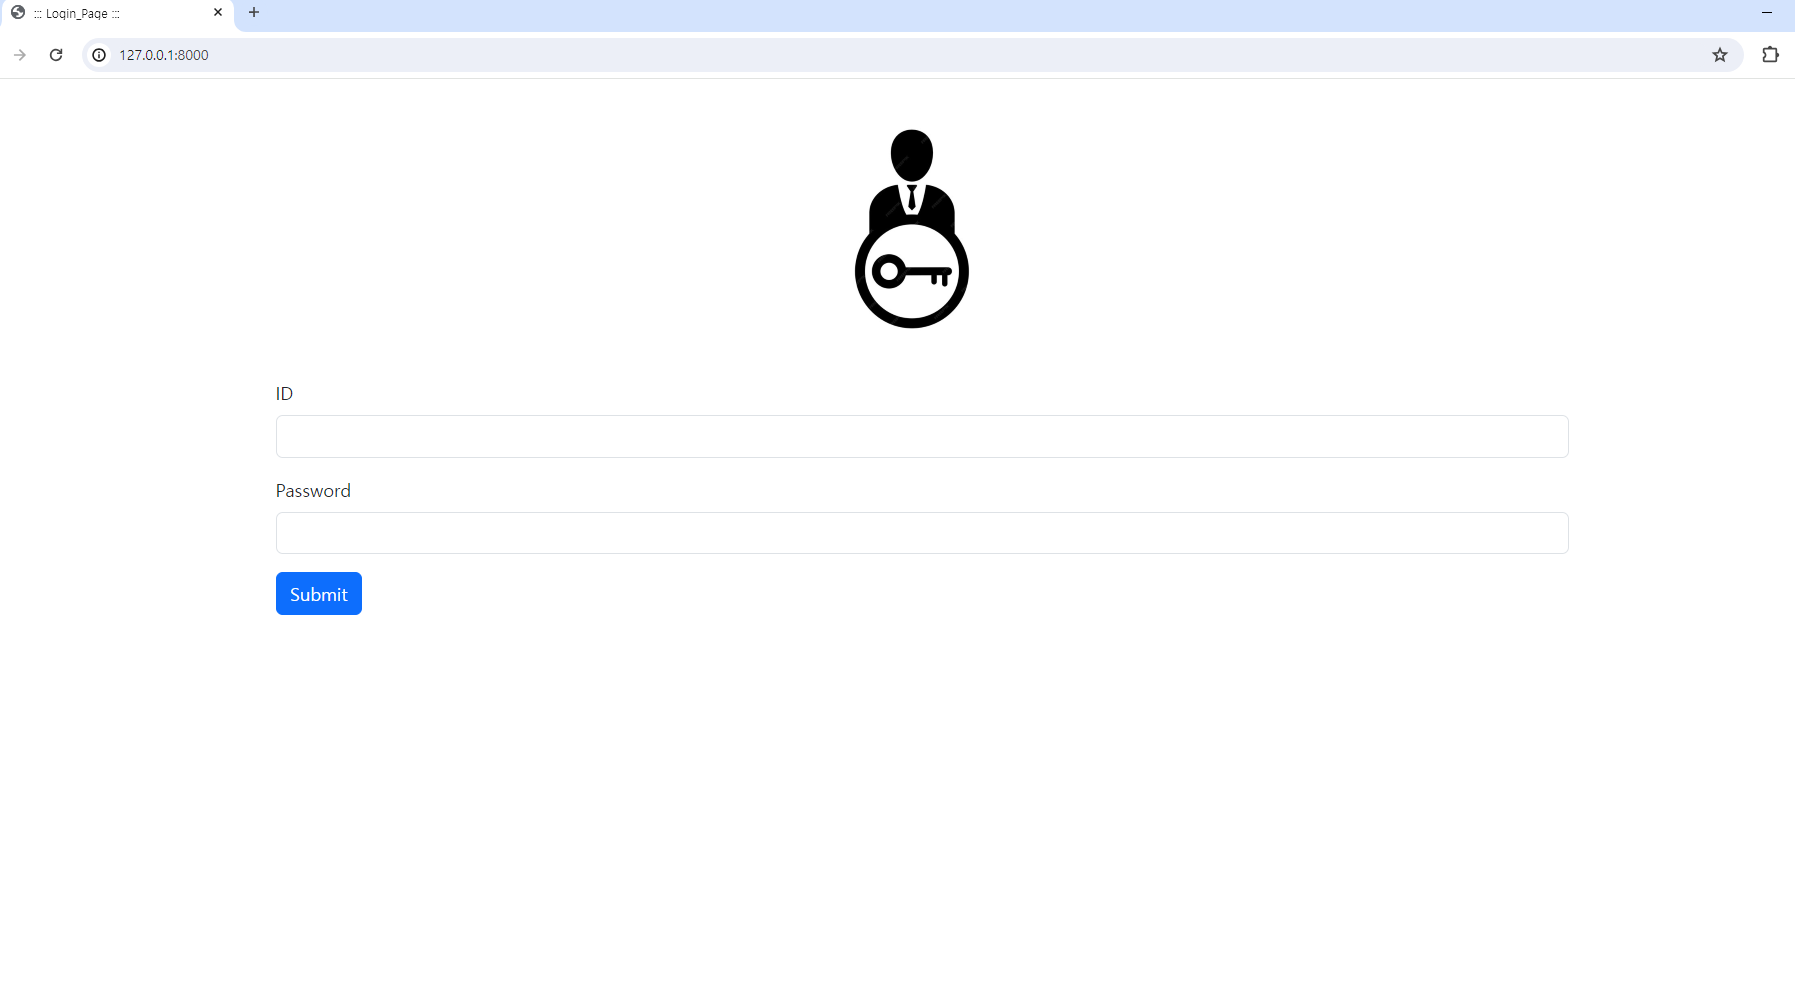 ::: Login_Page :::
127.0.0.1:8000
ID
Password
Submit